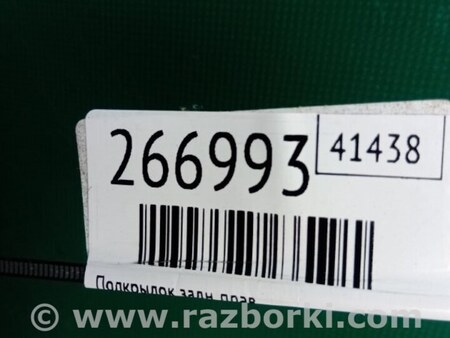 266993 41438
Подкрылок задн. прав
© www.razborki.com